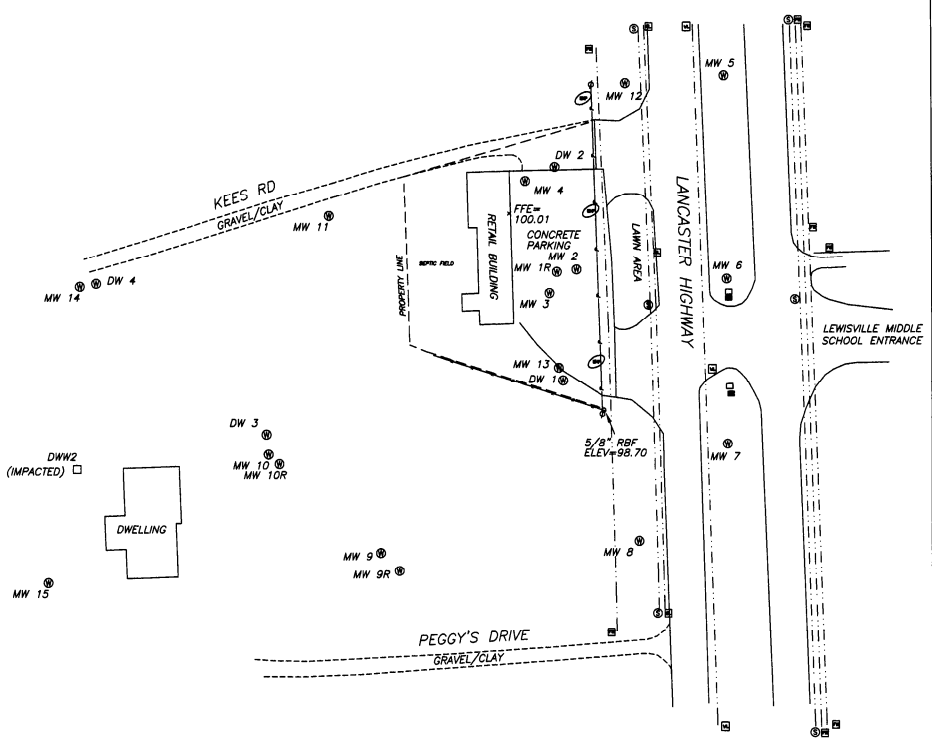 MW 5
MW 12
DW 2
MW 4
KEES RD
GRAVEL/CLAY
MW 11
FFE=
100.01
CONCRETE
PARKING
MW 2
MW 1R
MW 3
RETAIL BUILDING
SEPTIC FIELD
PROPERTY LINE
LAWN AREA
LANCASTER HIGHWAY
MW 6
MW 14
DW 4
LEWISVILLE MIDDLE
SCHOOL ENTRANCE
MW 13
DW 1
5/8" RBF
ELEV=98.70
DW 3
MW 10
MW 10R
DWW2
(IMPACTED)
DWELLING
MW 7
MW 8
MW 9
MW 9R
MW 15
PEGGY'S DRIVE
GRAVEL/CLAY